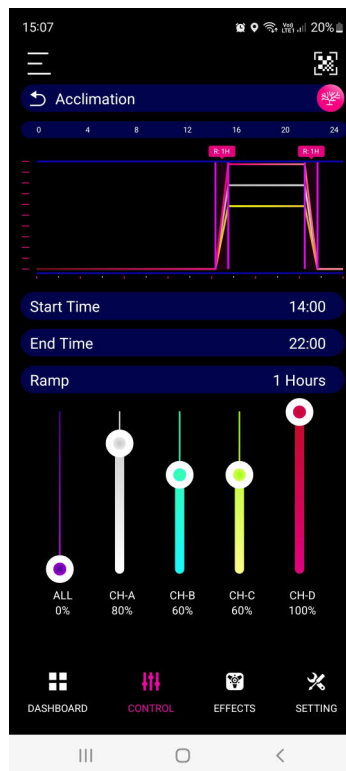 15:07 Vo)) LTE1 20%
Acclimation
0 4 8 12 16 20 24
R:1H R:1H
Start Time 14:00
End Time 22:00
Ramp 1 Hours
ALL CH-A CH-B CH-C CH-D
0% 80% 60% 60% 100%
DASHBOARD CONTROL EFFECTS SETTING